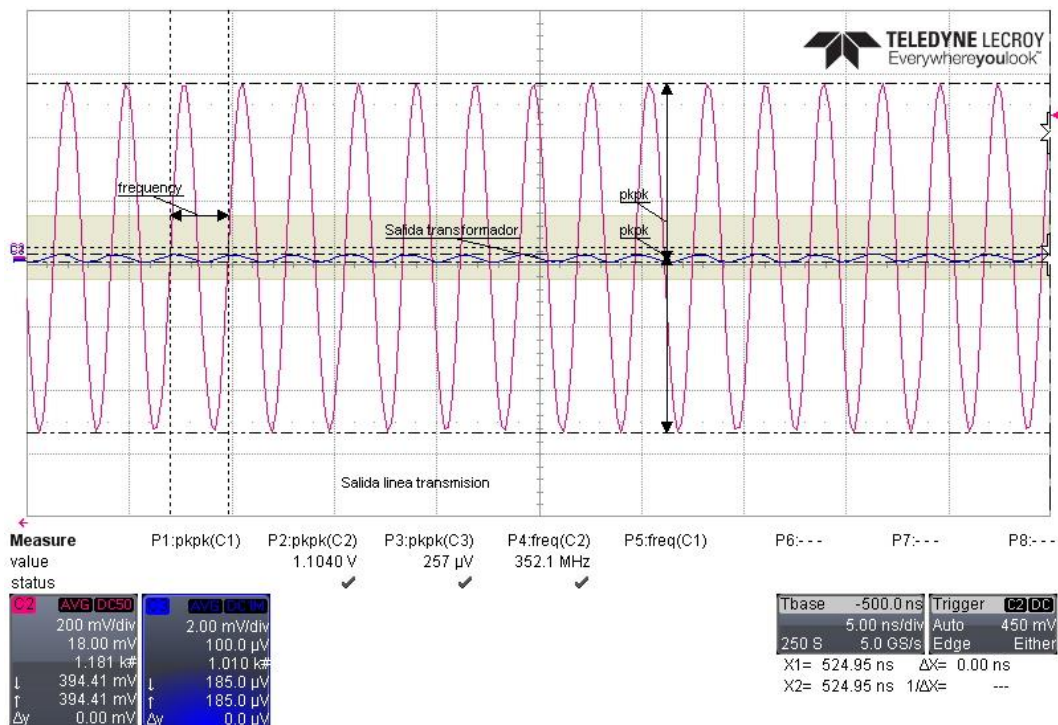 TELEDYNE LECROY
Everywhereyoulook™
frequency
pkpk
Salida transformador
pkpk
Salida linea transmision
Measure P1:pkpk(C1) P2:pkpk(C2) P3:pkpk(C3) P4:freq(C2) P5:freq(C1) P6:--- P7:--- P8:---
value 1.1040 V 257 µV 352.1 MHz
status
C2 AVG DC50
200 mV/div
18.00 mV
1.181 k#
394.41 mV
394.41 mV
Δy 0.00 mV
C3 AVG DC1M
2.00 mV/div
100.0 µV
1.010 k#
185.0 µV
185.0 µV
Δy 0.0 µV
Tbase -500.0 ns
5.00 ns/div
250 S 5.0 GS/s
Trigger C2 DC
Auto 450 mV
Edge Either
X1= 524.95 ns ΔX= 0.00 ns
X2= 524.95 ns 1/ΔX= ---